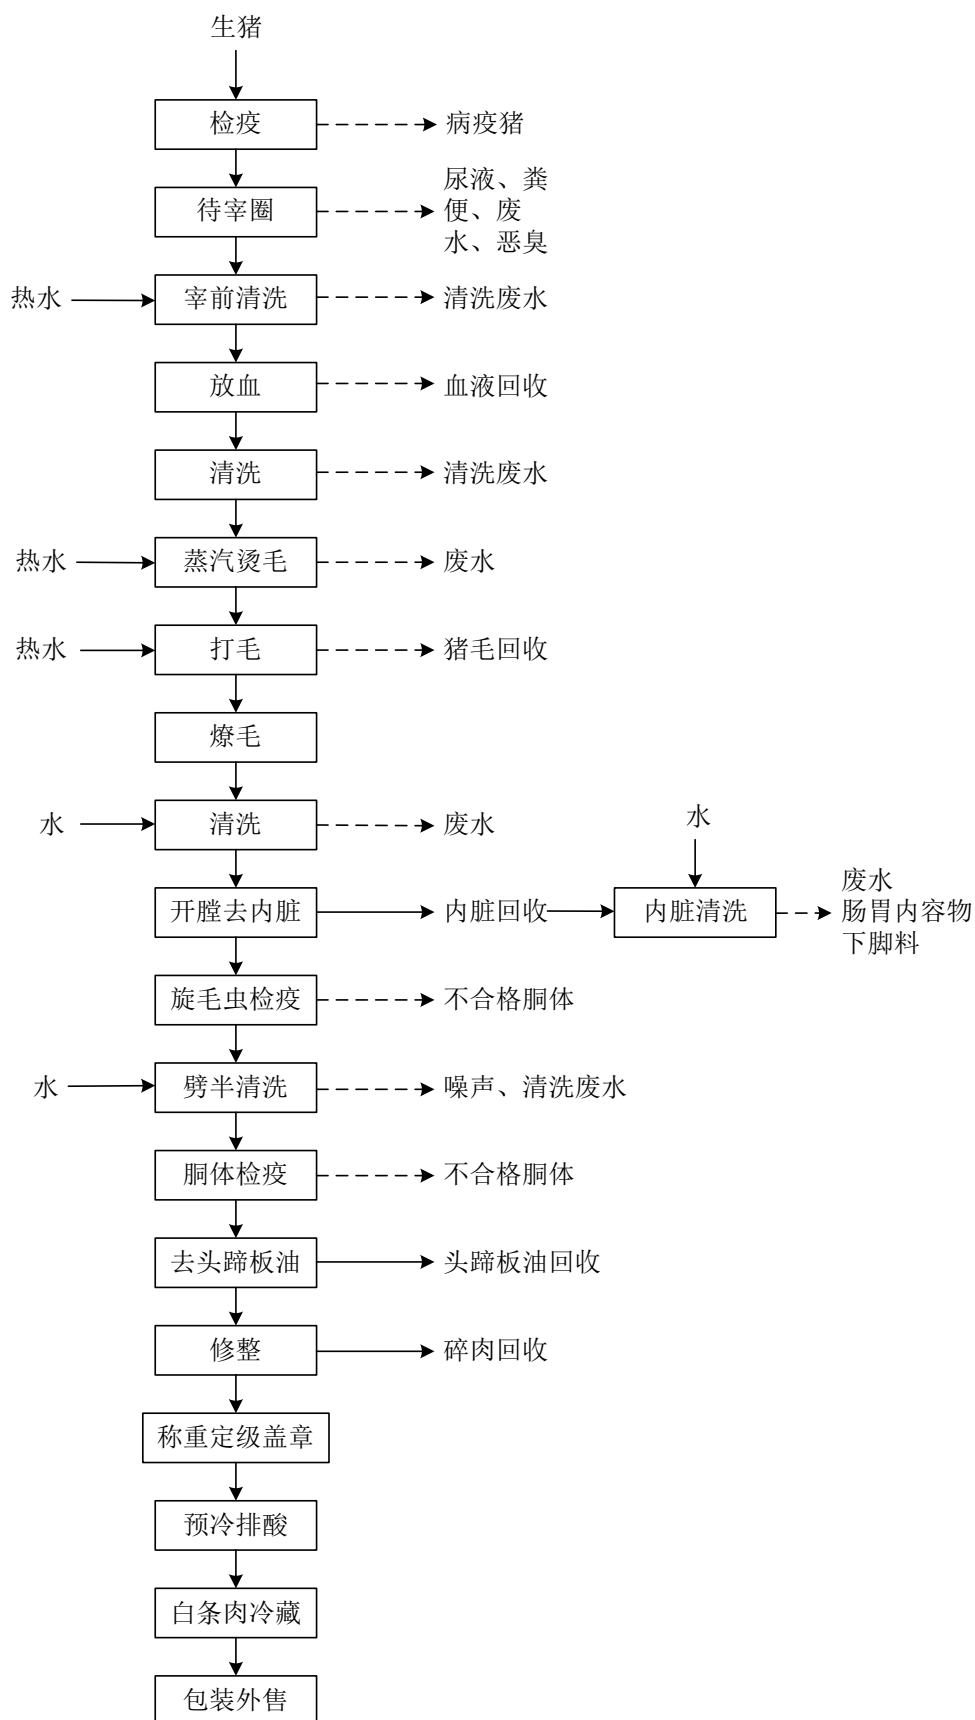 生猪
检疫
病疫猪
待宰圈
尿液、粪
便、废
水、恶臭
热水
宰前清洗
清洗废水
放血
血液回收
清洗
清洗废水
热水
蒸汽烫毛
废水
热水
打毛
猪毛回收
燎毛
水
清洗
废水
水
开膛去内脏
内脏回收
内脏清洗
废水
肠胃内容物
下脚料
旋毛虫检疫
不合格胴体
水
劈半清洗
噪声、清洗废水
胴体检疫
不合格胴体
去头蹄板油
头蹄板油回收
修整
碎肉回收
称重定级盖章
预冷排酸
白条肉冷藏
包装外售